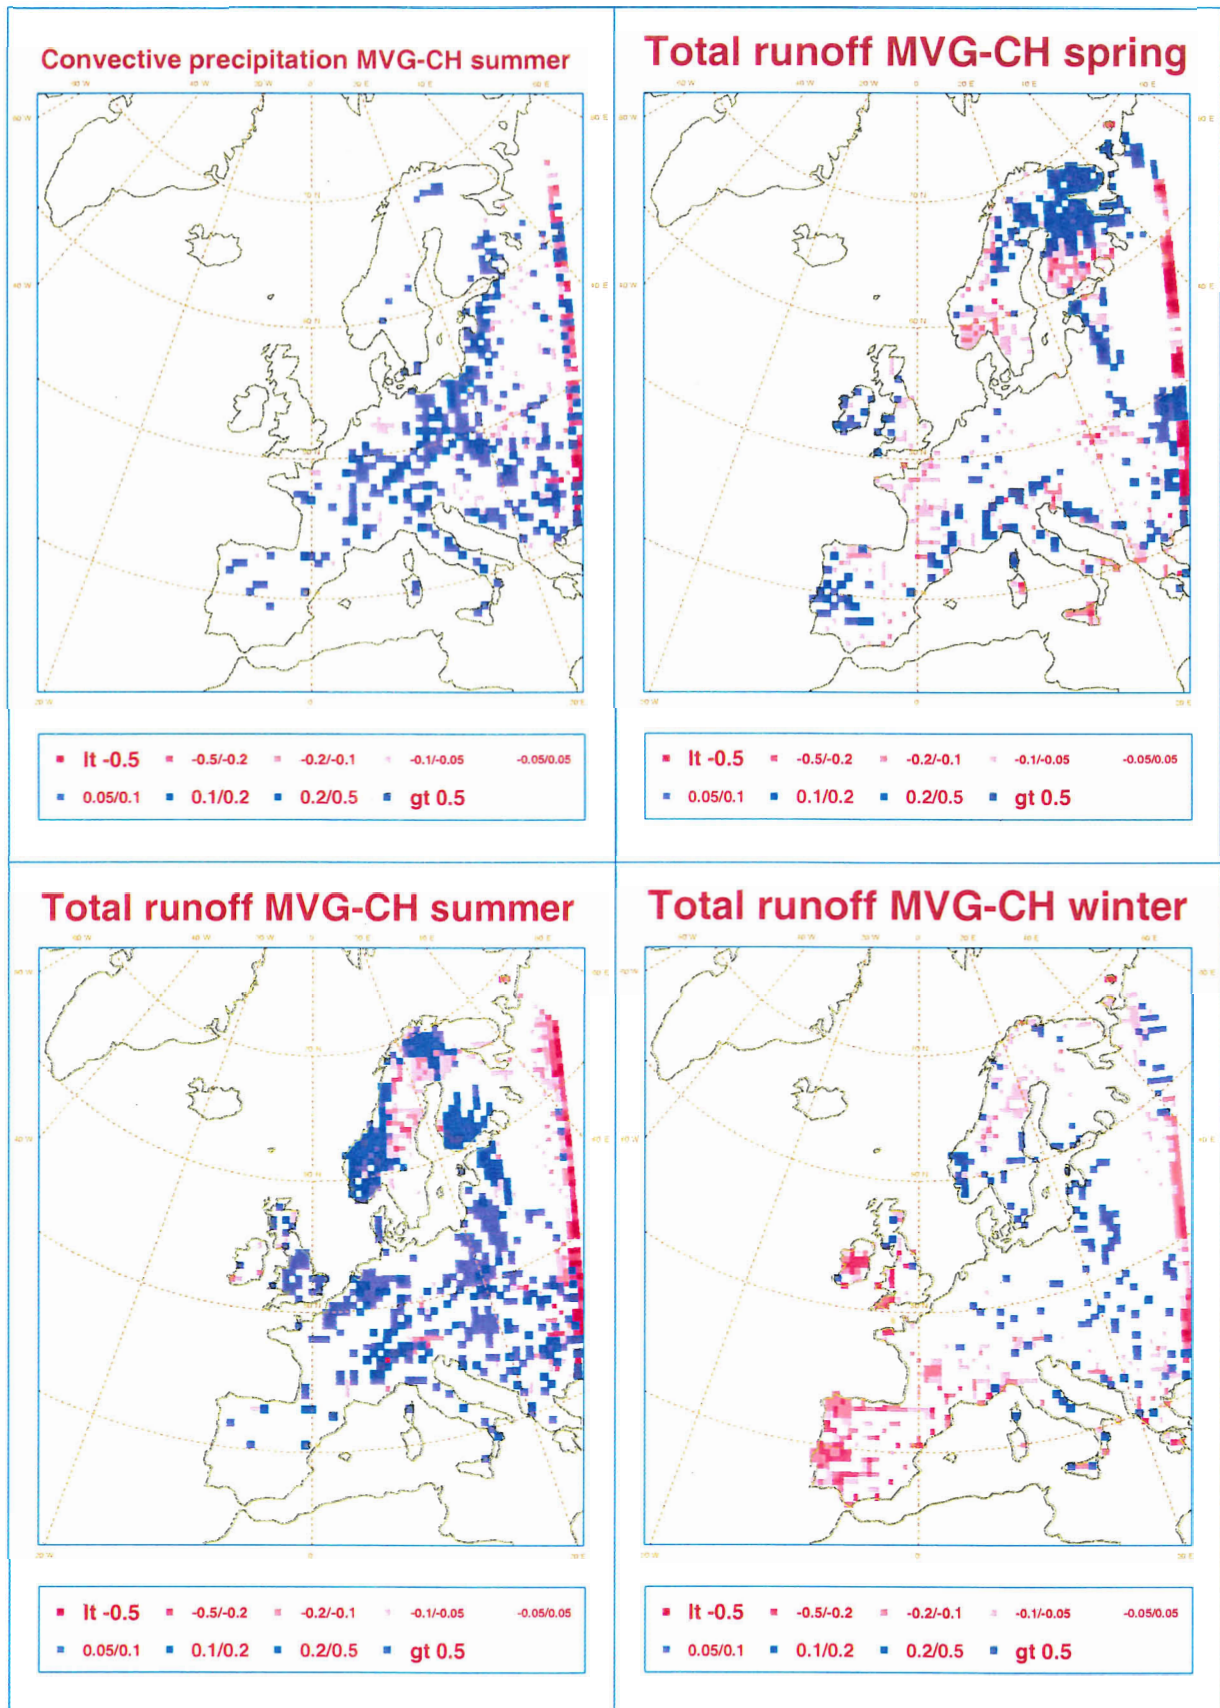 Convective precipitation MVG-CH summer
lt -0.5 -0.5/-0.2 -0.2/-0.1 -0.1/-0.05 -0.05/0.05
0.05/0.1 0.1/0.2 0.2/0.5 gt 0.5
Total runoff MVG-CH spring
lt -0.5 -0.5/-0.2 -0.2/-0.1 -0.1/-0.05 -0.05/0.05
0.05/0.1 0.1/0.2 0.2/0.5 gt 0.5
Total runoff MVG-CH summer
lt -0.5 -0.5/-0.2 -0.2/-0.1 -0.1/-0.05 -0.05/0.05
0.05/0.1 0.1/0.2 0.2/0.5 gt 0.5
Total runoff MVG-CH winter
lt -0.5 -0.5/-0.2 -0.2/-0.1 -0.1/-0.05 -0.05/0.05
0.05/0.1 0.1/0.2 0.2/0.5 gt 0.5